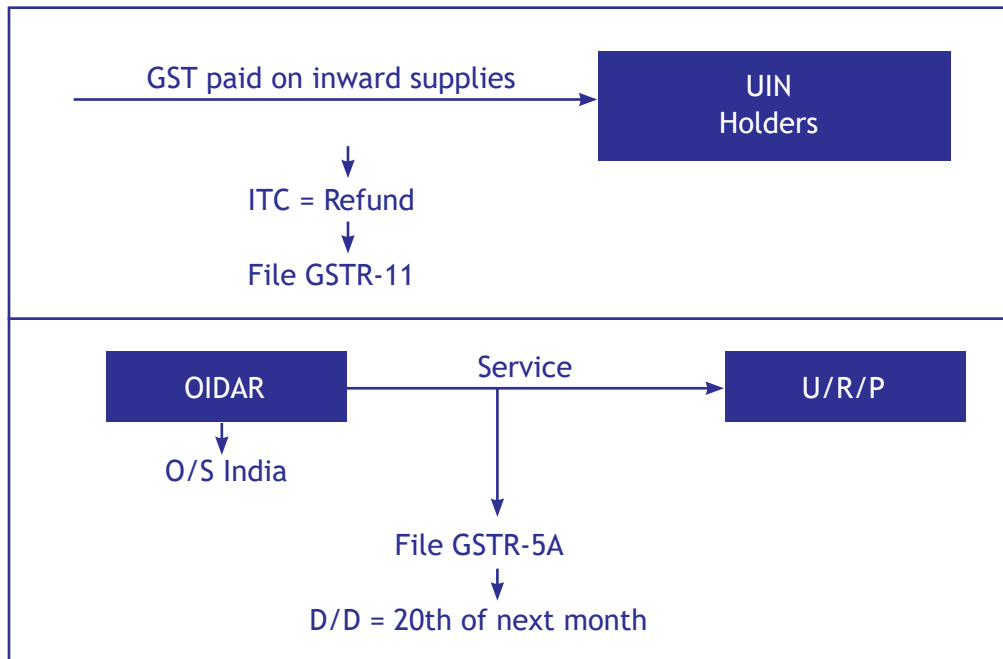 GST paid on inward supplies
UIN
Holders
ITC = Refund
File GSTR-11
OIDAR
Service
U/R/P
O/S India
File GSTR-5A
D/D = 20th of next month